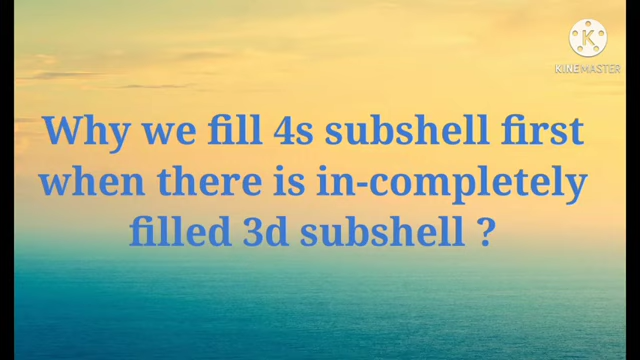 KINEMASTER
Why we fill 4s subshell first
when there is in-completely
filled 3d subshell ?